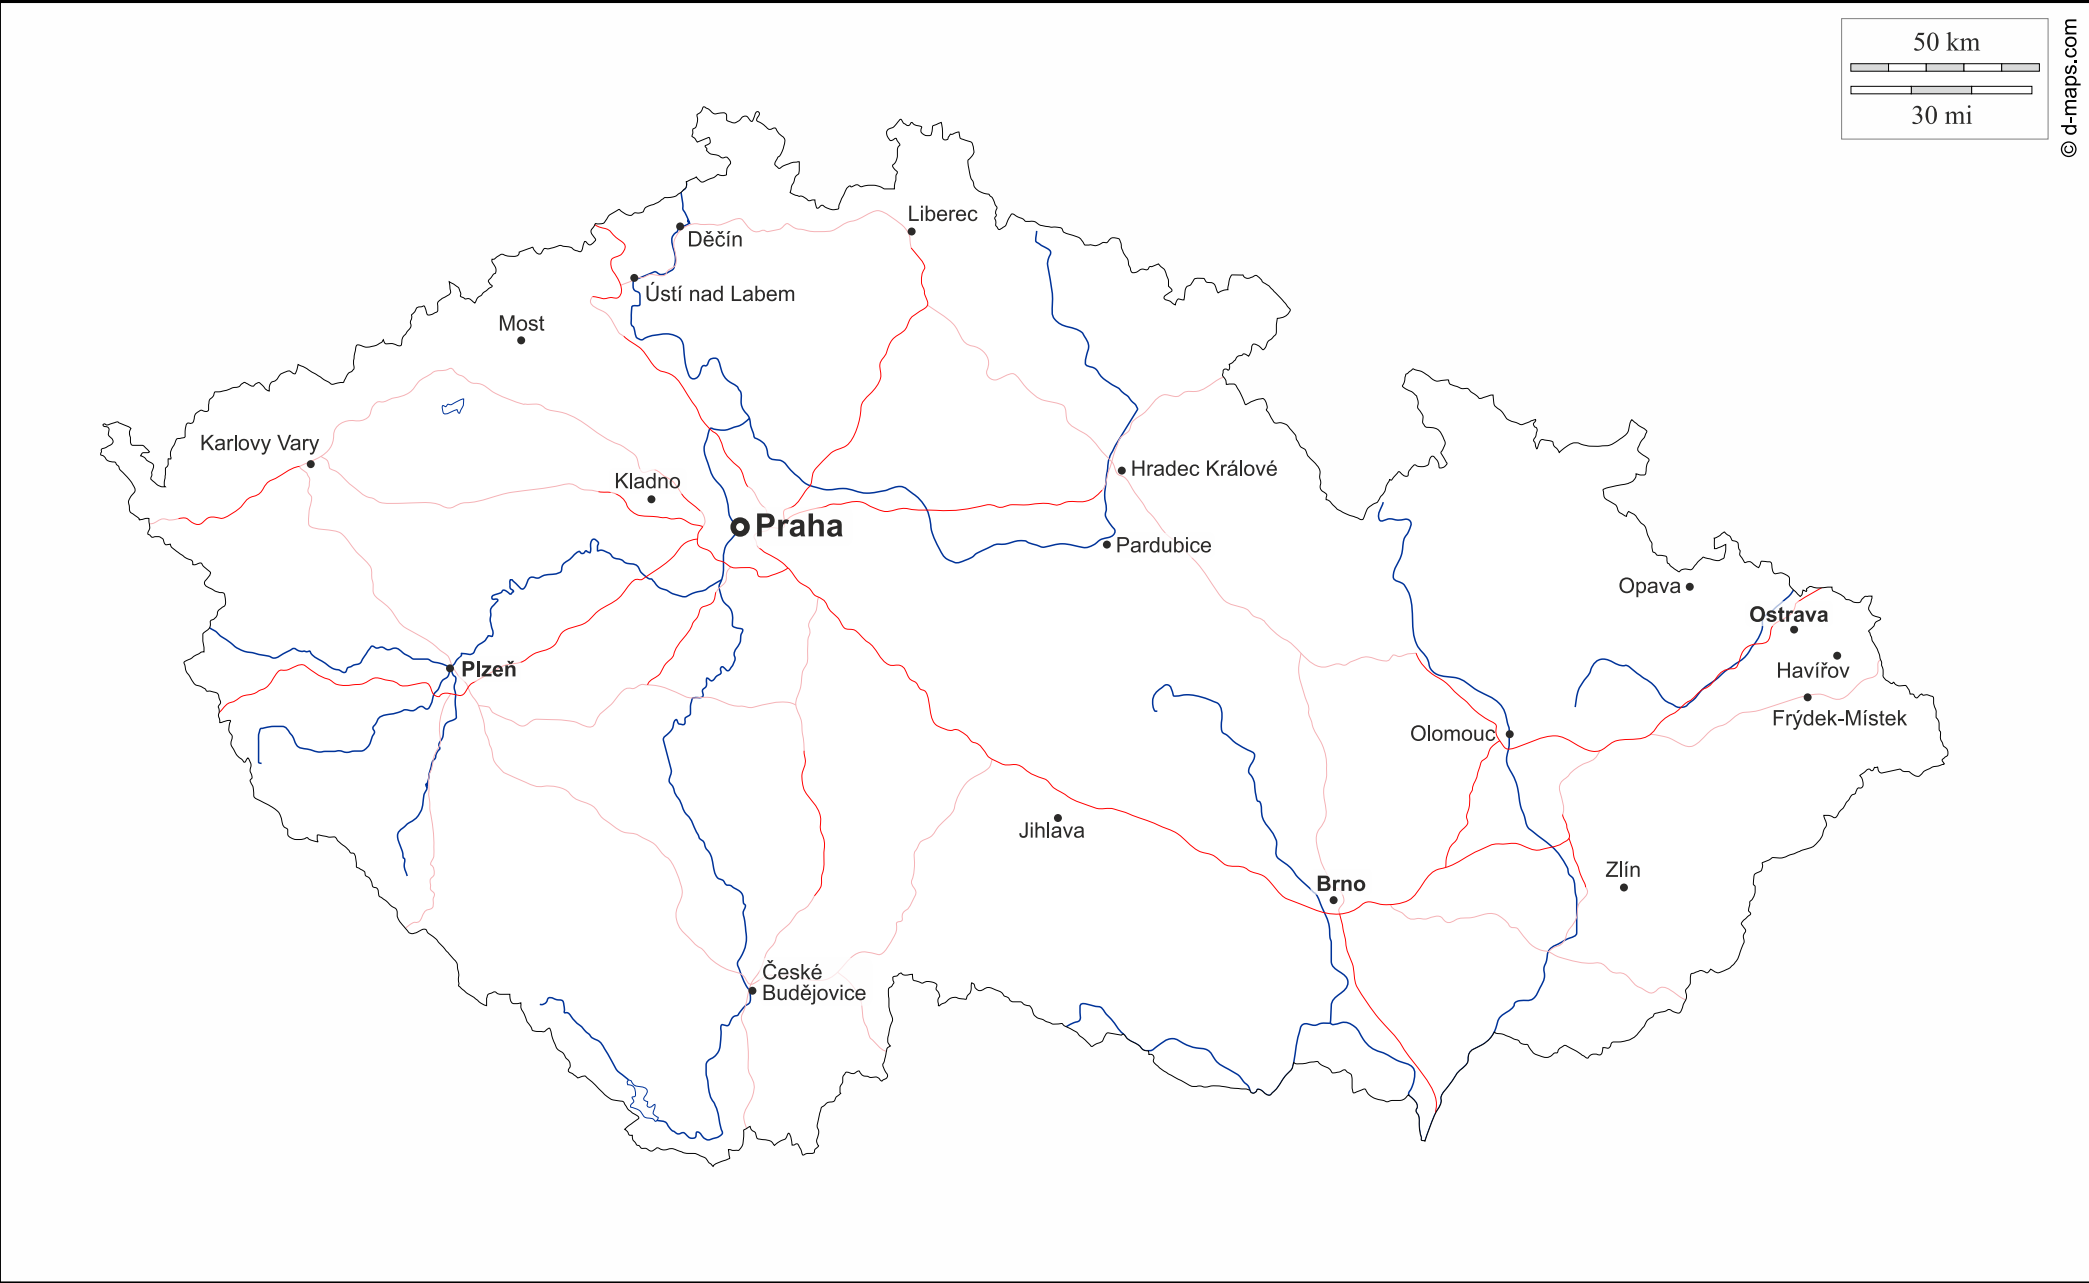 50 km
30 mi
© d-maps.com
Liberec
Děčín
Ústí nad Labem
Most
Karlovy Vary
Kladno
Hradec Králové
Praha
Pardubice
Opava
Ostrava
Havířov
Plzeň
Frýdek-Místek
Olomouc
Jihlava
Zlín
Brno
České
Budějovice